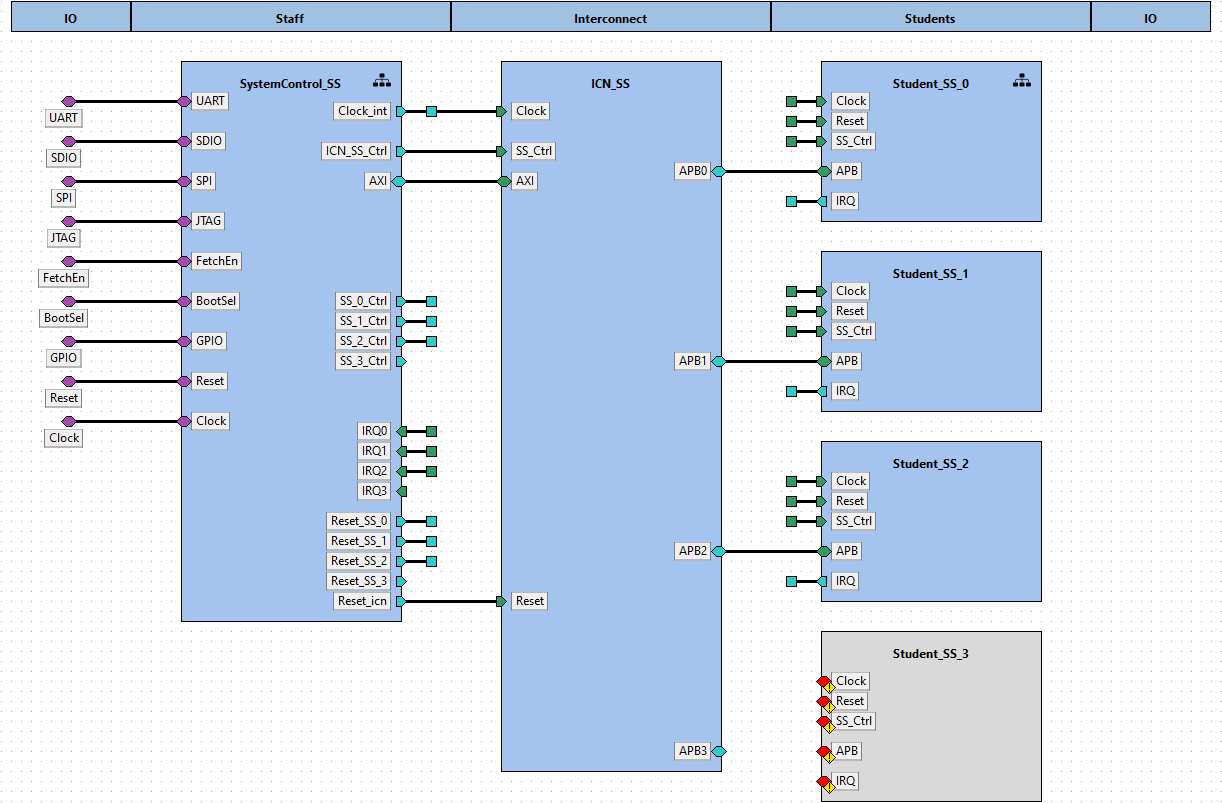 IO
Staff
Interconnect
Students
IO
UART
SDIO
SPI
JTAG
FetchEn
BootSel
GPIO
Reset
Clock
SystemControl_SS
UART
SDIO
SPI
JTAG
FetchEn
BootSel
GPIO
Reset
Clock
Clock_int
ICN_SS_Ctrl
AXI
SS_0_Ctrl
SS_1_Ctrl
SS_2_Ctrl
SS_3_Ctrl
IRQ0
IRQ1
IRQ2
IRQ3
Reset_SS_0
Reset_SS_1
Reset_SS_2
Reset_SS_3
Reset_icn
ICN_SS
Clock
SS_Ctrl
AXI
Reset
APB0
APB1
APB2
APB3
Student_SS_0
Clock
Reset
SS_Ctrl
APB
IRQ
Student_SS_1
Clock
Reset
SS_Ctrl
APB
IRQ
Student_SS_2
Clock
Reset
SS_Ctrl
APB
IRQ
Student_SS_3
Clock
Reset
SS_Ctrl
APB
IRQ